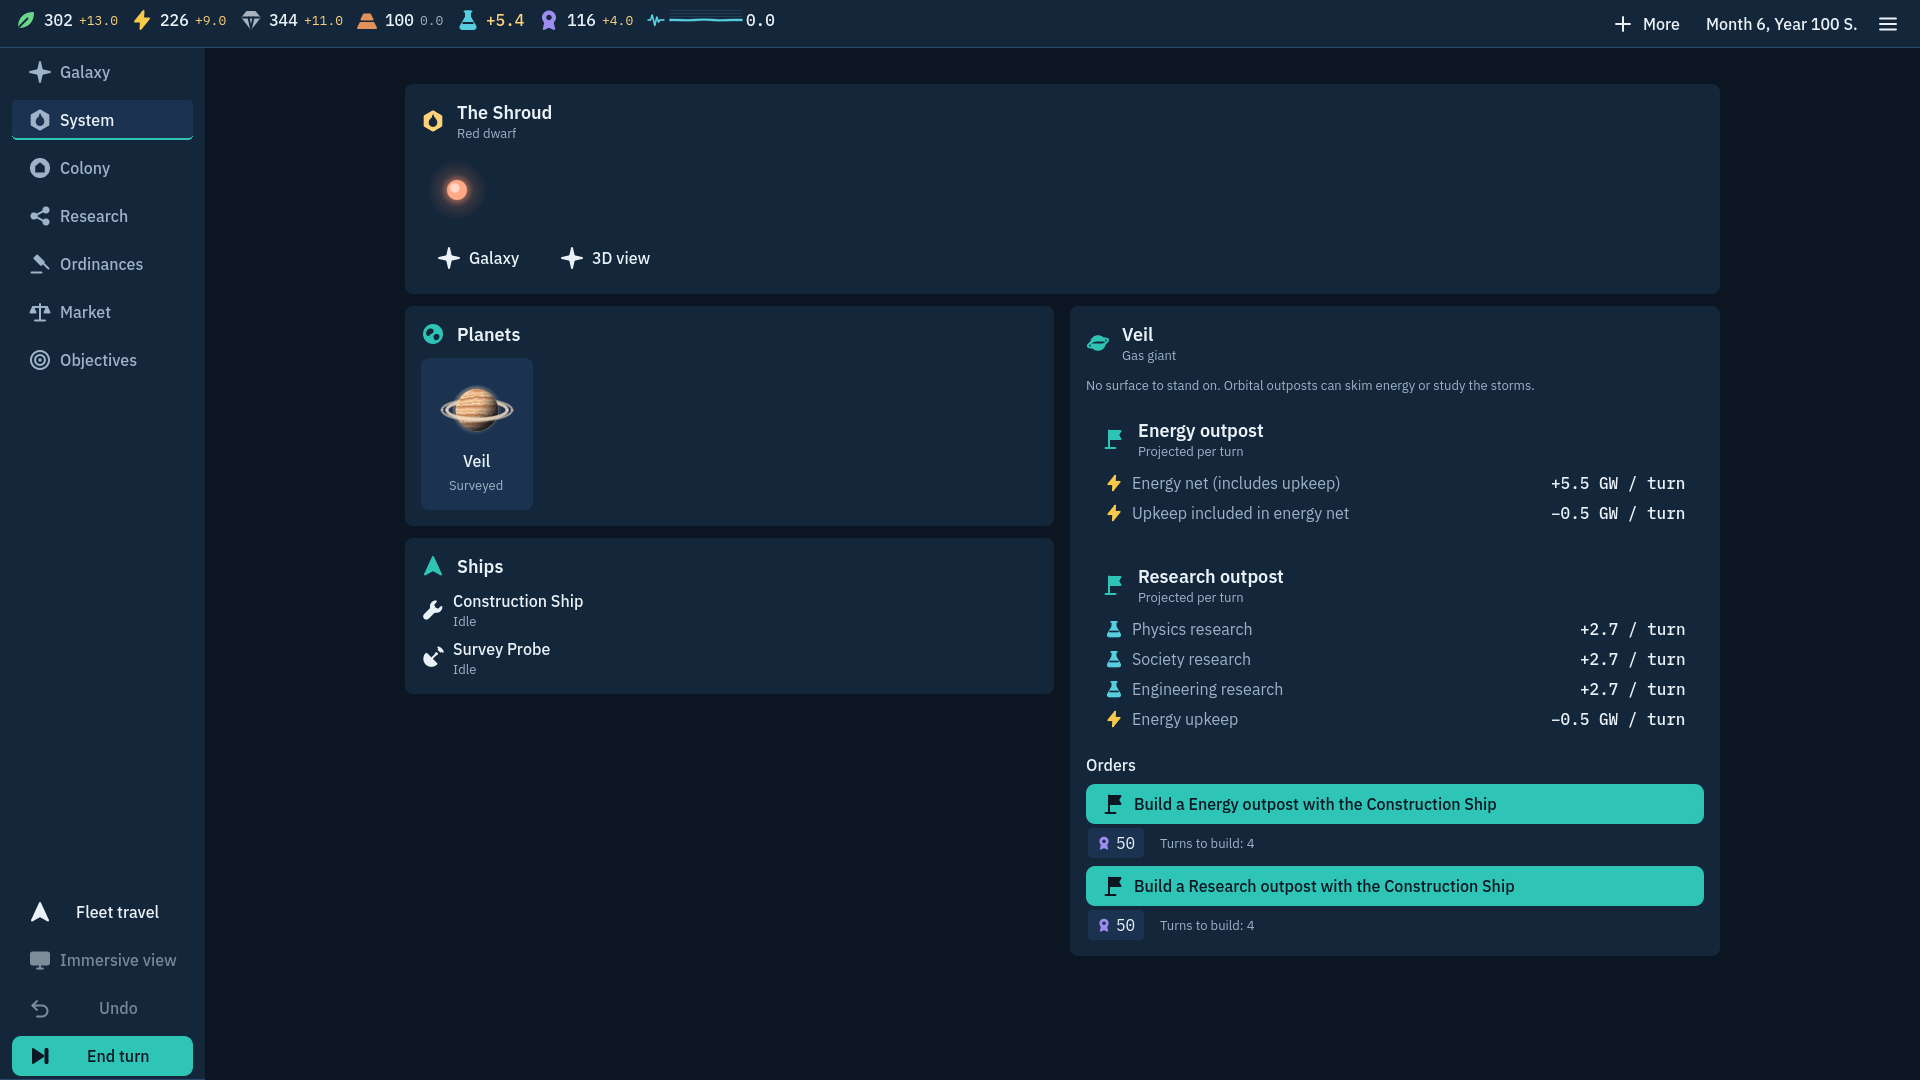 302 +13.0 226 +9.0 344 +11.0 100 0.0 +5.4 116 +4.0 0.0 More Month 6, Year 100 S.
Galaxy
System
Colony
Research
Ordinances
Market
Objectives
Fleet travel
Immersive view
Undo
End turn
The Shroud
Red dwarf
Galaxy 3D view
Planets
Veil
Surveyed
Ships
Construction Ship
Idle
Survey Probe
Idle
Veil
Gas giant
No surface to stand on. Orbital outposts can skim energy or study the storms.
Energy outpost
Projected per turn
Energy net (includes upkeep) +5.5 GW / turn
Upkeep included in energy net −0.5 GW / turn
Research outpost
Projected per turn
Physics research +2.7 / turn
Society research +2.7 / turn
Engineering research +2.7 / turn
Energy upkeep −0.5 GW / turn
Orders
Build a Energy outpost with the Construction Ship
50 Turns to build: 4
Build a Research outpost with the Construction Ship
50 Turns to build: 4